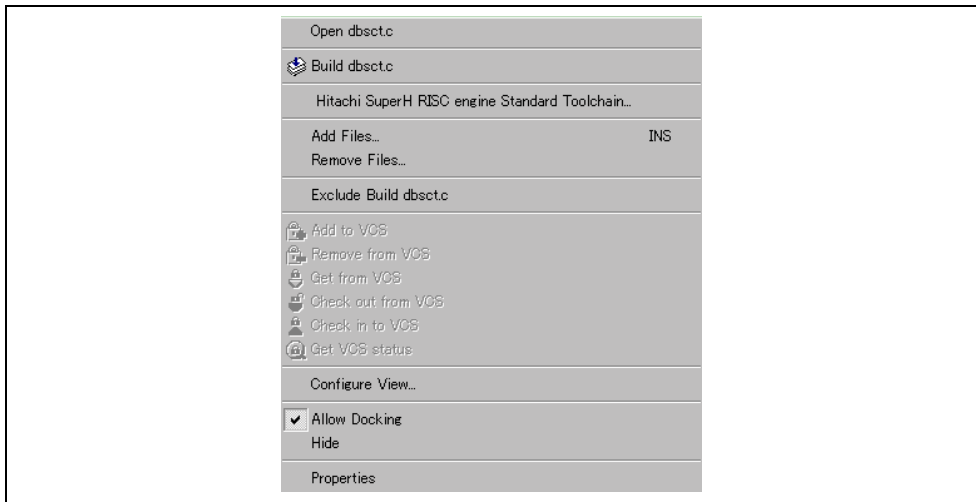 Open dbsct.c
Build dbsct.c
Hitachi SuperH RISC engine Standard Toolchain...
Add Files... INS
Remove Files...
Exclude Build dbsct.c
Add to VCS
Remove from VCS
Get from VCS
Check out from VCS
Check in to VCS
Get VCS status
Configure View...
Allow Docking
Hide
Properties